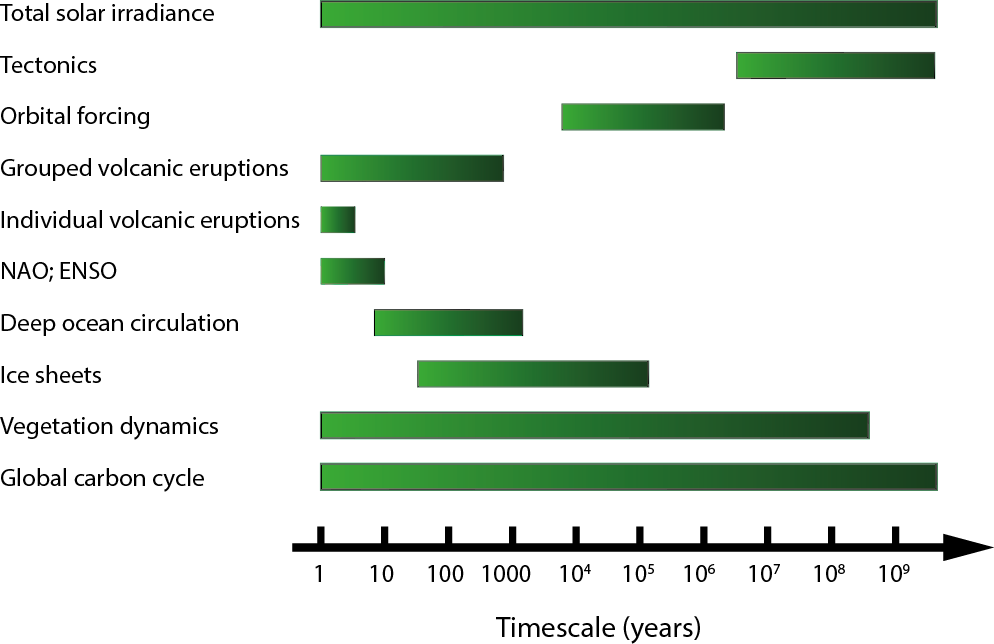 Total solar irradiance
Tectonics
Orbital forcing
Grouped volcanic eruptions
Individual volcanic eruptions
NAO; ENSO
Deep ocean circulation
Ice sheets
Vegetation dynamics
Global carbon cycle
1 10 100 1000 10⁴ 10⁵ 10⁶ 10⁷ 10⁸ 10⁹
Timescale (years)